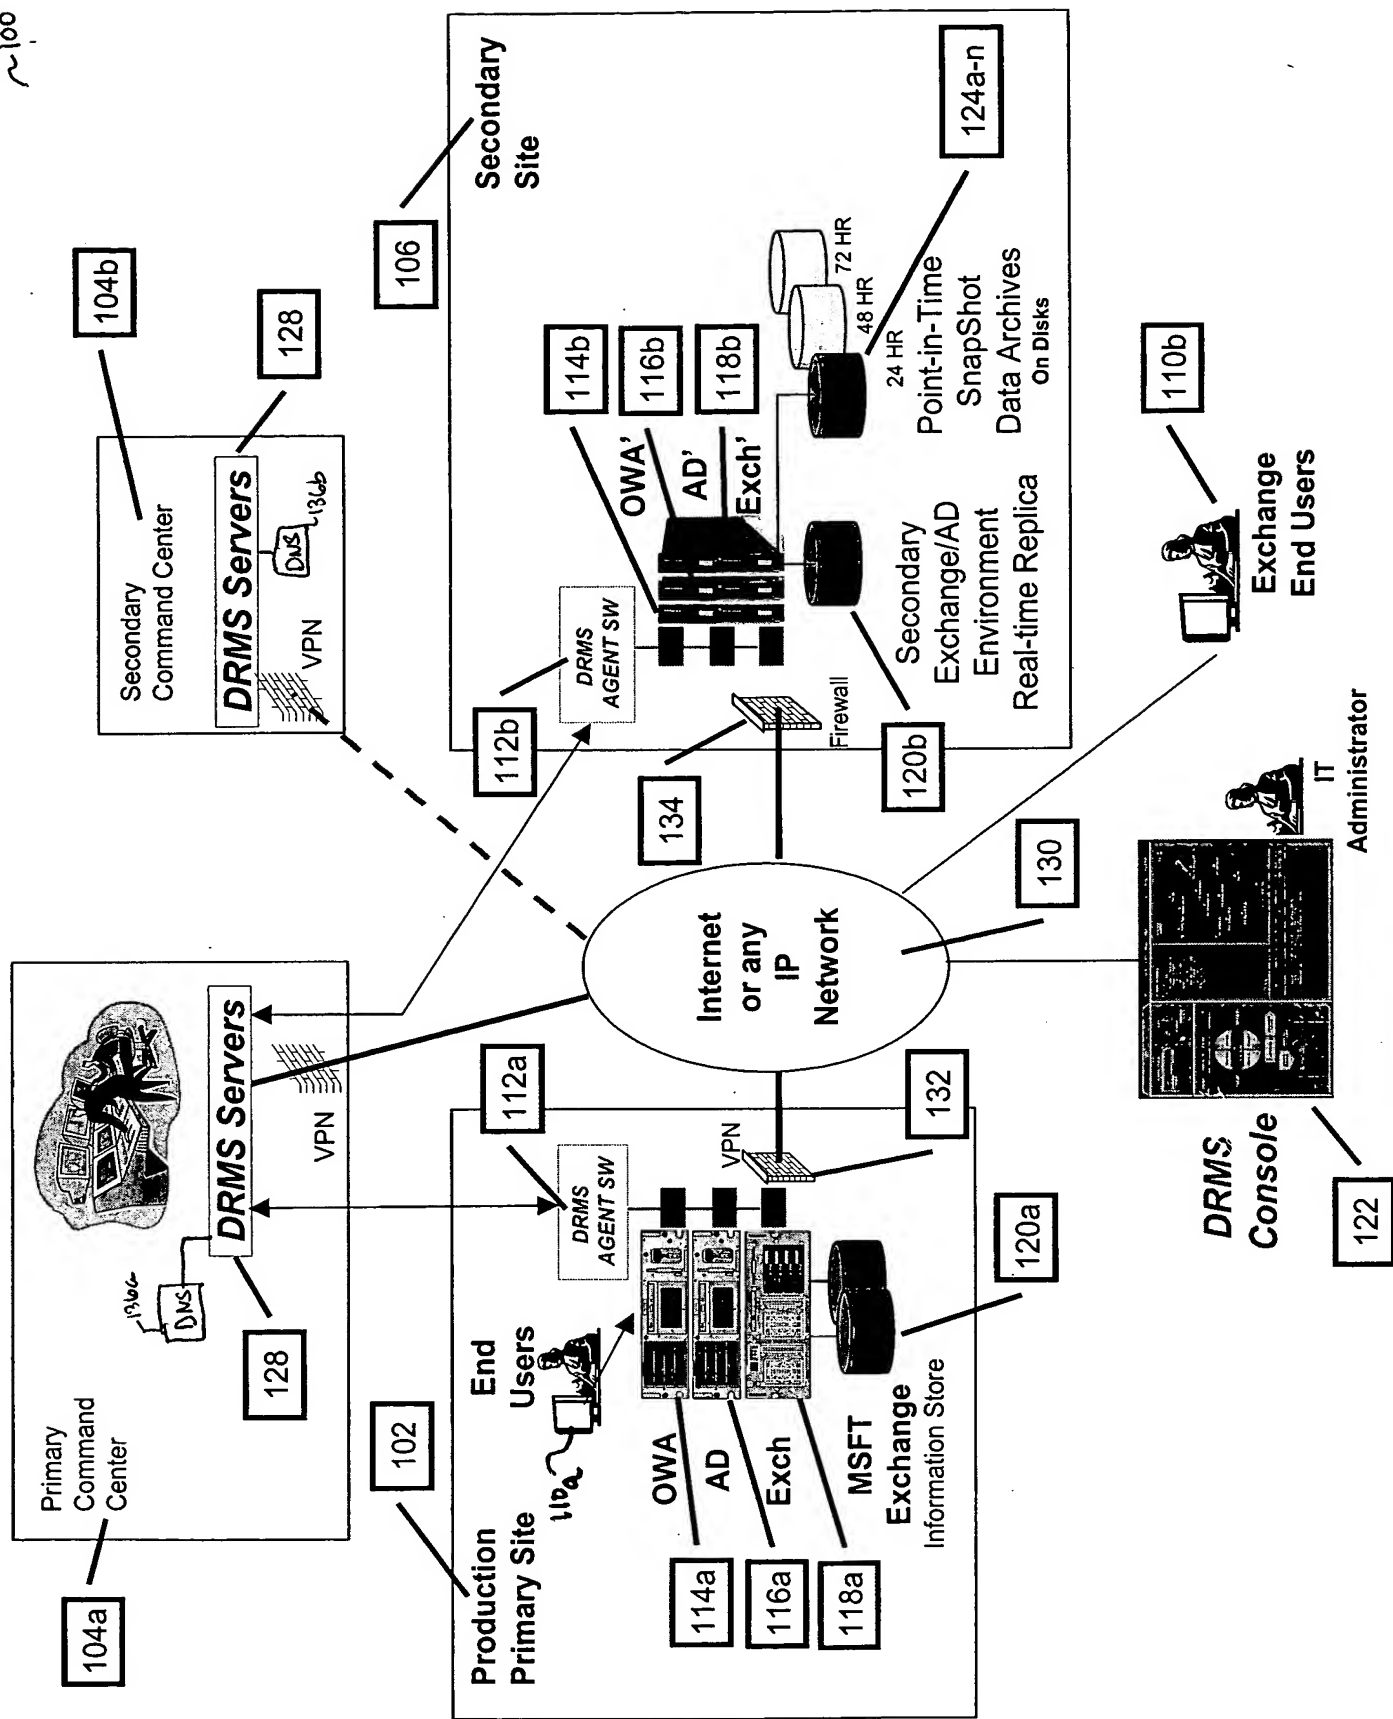 ~100
104a
Primary
Command
Center
136a
DNS
128
DRMS Servers
VPN
Secondary
Command Center
104b
DRMS Servers
128
DNS
136b
VPN
102
Production
Primary Site
End
Users
110a
112a
DRMS
AGENT SW
VPN
132
OWA
AD
Exch
114a
116a
118a
MSFT
Exchange
Information Store
120a
Internet
or any
IP
Network
130
106
Secondary
Site
112b
DRMS
AGENT SW
134
Firewall
114b
116b
118b
OWA'
AD'
Exch'
120b
Secondary
Exchange/AD
Environment
Real-time Replica
24 HR
48 HR
72 HR
Point-in-Time
SnapShot
Data Archives
On Disks
124a-n
110b
Exchange
End Users
DRMS
Console
122
IT
Administrator